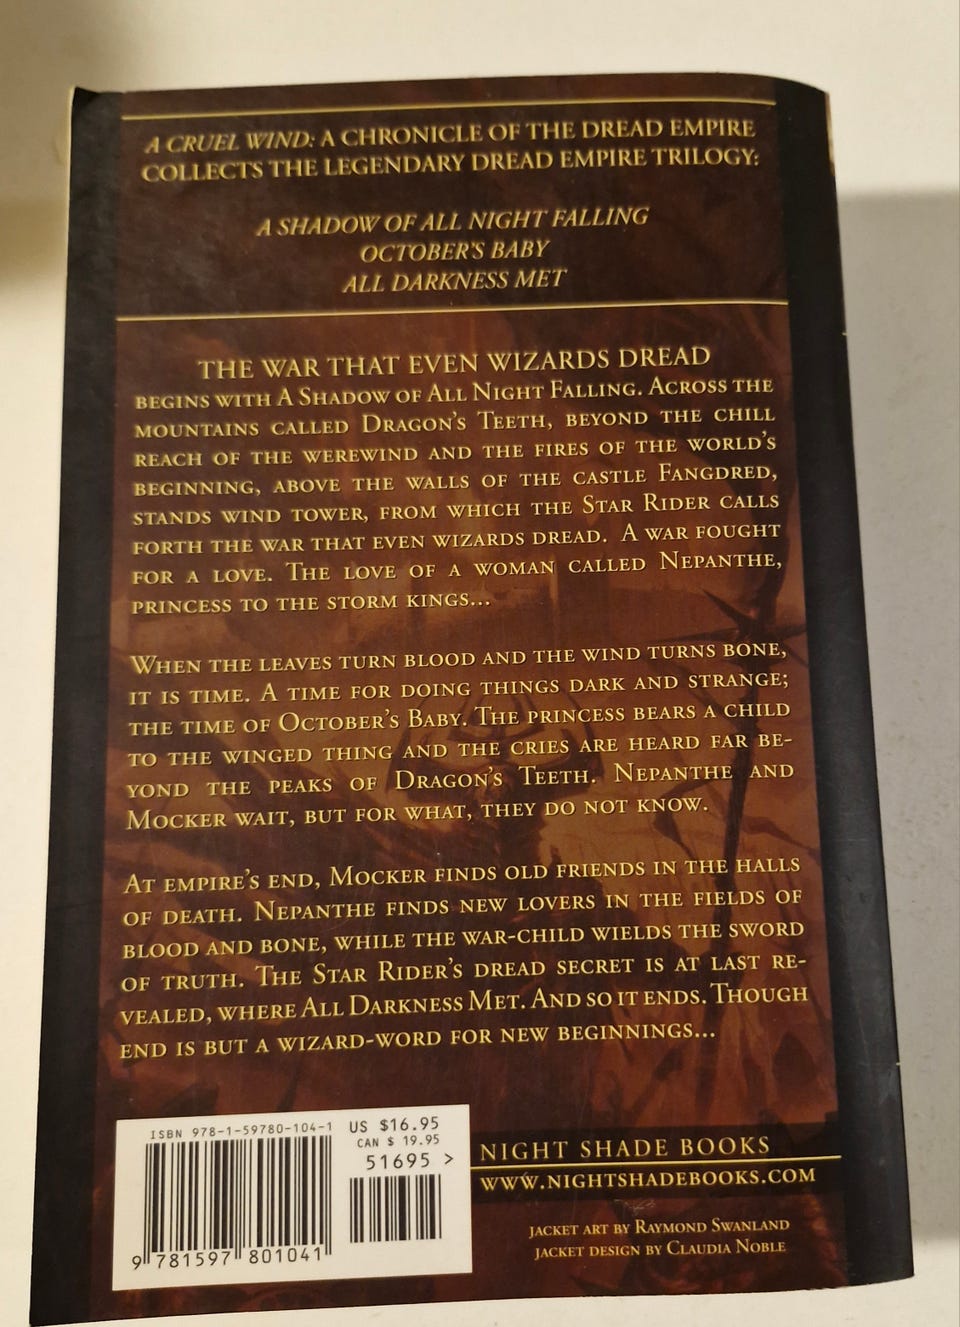 A CRUEL WIND: A CHRONICLE OF THE DREAD EMPIRE
COLLECTS THE LEGENDARY DREAD EMPIRE TRILOGY:
A SHADOW OF ALL NIGHT FALLING
OCTOBER'S BABY
ALL DARKNESS MET
THE WAR THAT EVEN WIZARDS DREAD
BEGINS WITH A SHADOW OF ALL NIGHT FALLING. ACROSS THE
MOUNTAINS CALLED DRAGON'S TEETH, BEYOND THE CHILL
REACH OF THE WEREWIND AND THE FIRES OF THE WORLD'S
BEGINNING, ABOVE THE WALLS OF THE CASTLE FANGDRED,
STANDS WIND TOWER, FROM WHICH THE STAR RIDER CALLS
FORTH THE WAR THAT EVEN WIZARDS DREAD. A WAR FOUGHT
FOR A LOVE. THE LOVE OF A WOMAN CALLED NEPANTHE,
PRINCESS TO THE STORM KINGS...
WHEN THE LEAVES TURN BLOOD AND THE WIND TURNS BONE,
IT IS TIME. A TIME FOR DOING THINGS DARK AND STRANGE;
THE TIME OF OCTOBER'S BABY. THE PRINCESS BEARS A CHILD
TO THE WINGED THING AND THE CRIES ARE HEARD FAR BE-
YOND THE PEAKS OF DRAGON'S TEETH. NEPANTHE AND
MOCKER WAIT, BUT FOR WHAT, THEY DO NOT KNOW.
AT EMPIRE'S END, MOCKER FINDS OLD FRIENDS IN THE HALLS
OF DEATH. NEPANTHE FINDS NEW LOVERS IN THE FIELDS OF
BLOOD AND BONE, WHILE THE WAR-CHILD WIELDS THE SWORD
OF TRUTH. THE STAR RIDER'S DREAD SECRET IS AT LAST RE-
VEALED, WHERE ALL DARKNESS MET. AND SO IT ENDS. THOUGH
END IS BUT A WIZARD-WORD FOR NEW BEGINNINGS...
ISBN 978-1-59780-104-1
US $16.95
CAN $ 19.95
51695 >
9 781597 801041
NIGHT SHADE BOOKS
WWW.NIGHTSHADEBOOKS.COM
JACKET ART BY RAYMOND SWANLAND
JACKET DESIGN BY CLAUDIA NOBLE